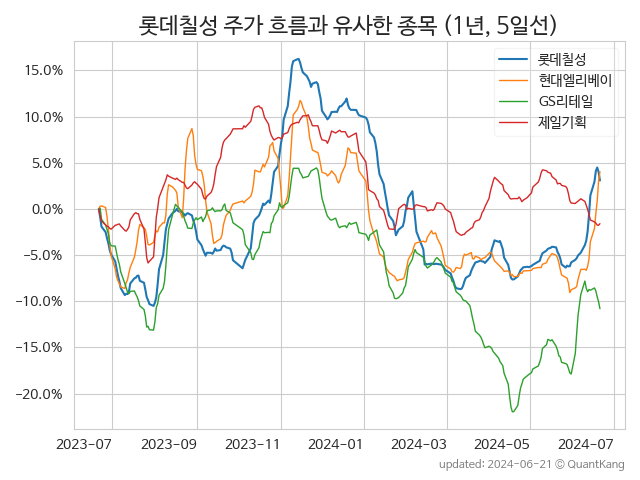 롯데칠성 주가 흐름과 유사한 종목 (1년, 5일선)
롯데칠성
현대엘리베이
GS리테일
제일기획
15.0%
10.0%
5.0%
0.0%
−5.0%
−10.0%
−15.0%
−20.0%
2023-07 2023-09 2023-11 2024-01 2024-03 2024-05 2024-07
updated: 2024-06-21 © QuantKang